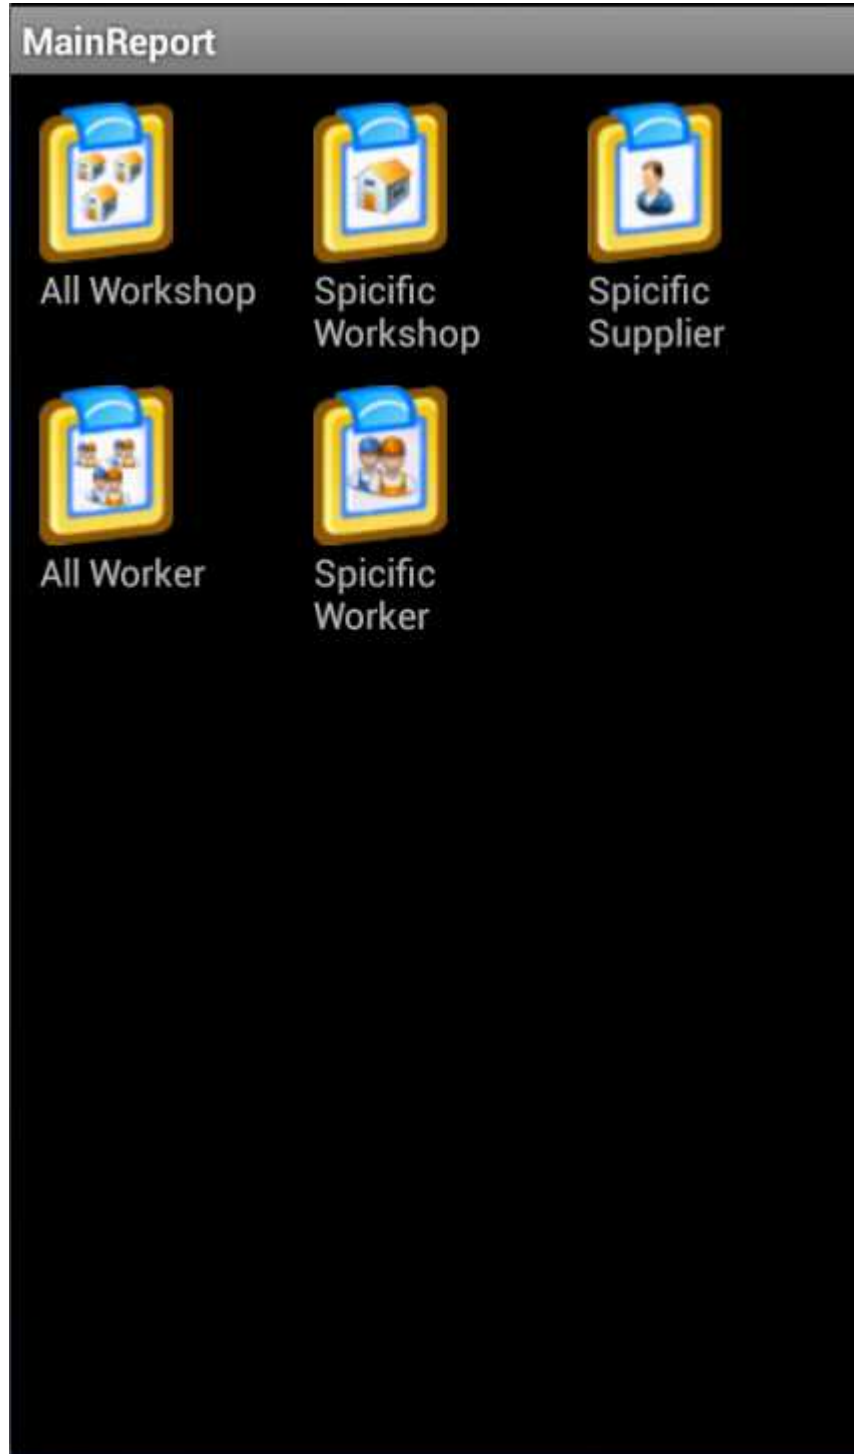 MainReport
All Workshop
Spicific
Workshop
Spicific
Supplier
All Worker
Spicific
Worker